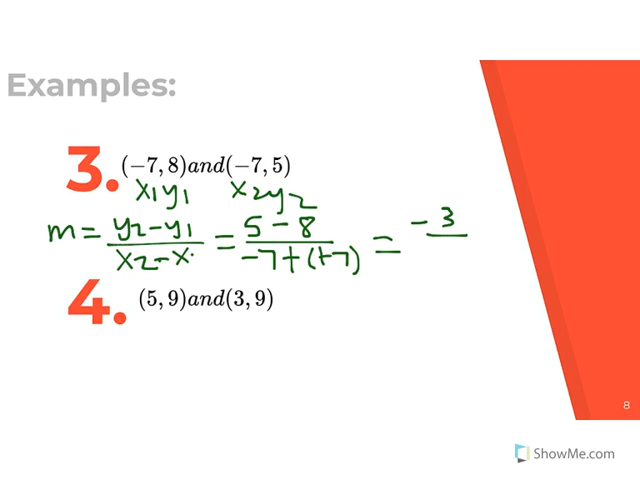 Examples:
3. (−7, 8)and(−7, 5)
x1 y1 x2 y2
m = y2 − y1 / x2 − x = 5 − 8 / −7 + (+7) = −3
4. (5, 9)and(3, 9)
8
ShowMe.com